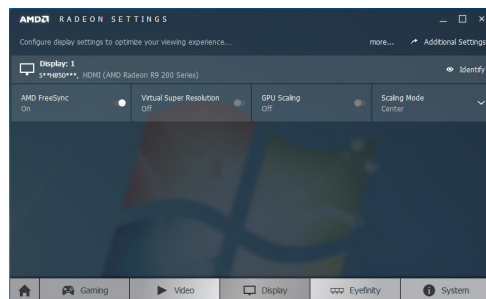 AMD RADEON SETTINGS
Configure display settings to optimize your viewing experience...
more...
Additional Settings
Display: 1
S**H850***, HDMI (AMD Radeon R9 200 Series)
Identify
AMD FreeSync
On
Virtual Super Resolution
Off
GPU Scaling
Off
Scaling Mode
Center
Gaming
Video
Display
Eyefinity
System